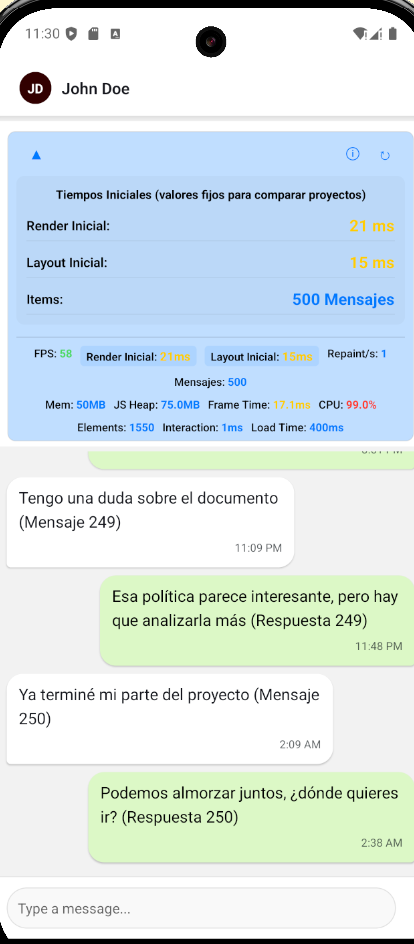 11:30
JD John Doe
Tiempos Iniciales (valores fijos para comparar proyectos)
Render Inicial: 21 ms
Layout Inicial: 15 ms
Items: 500 Mensajes
FPS: 58 Render Inicial: 21ms Layout Inicial: 15ms Repaint/s: 1
Mensajes: 500
Mem: 50MB JS Heap: 75.0MB Frame Time: 17.1ms CPU: 99.0%
Elements: 1550 Interaction: 1ms Load Time: 400ms
Tengo una duda sobre el documento
(Mensaje 249)
11:09 PM
Esa política parece interesante, pero hay
que analizarla más (Respuesta 249)
11:48 PM
Ya terminé mi parte del proyecto (Mensaje
250)
2:09 AM
Podemos almorzar juntos, ¿dónde quieres
ir? (Respuesta 250)
2:38 AM
Type a message...